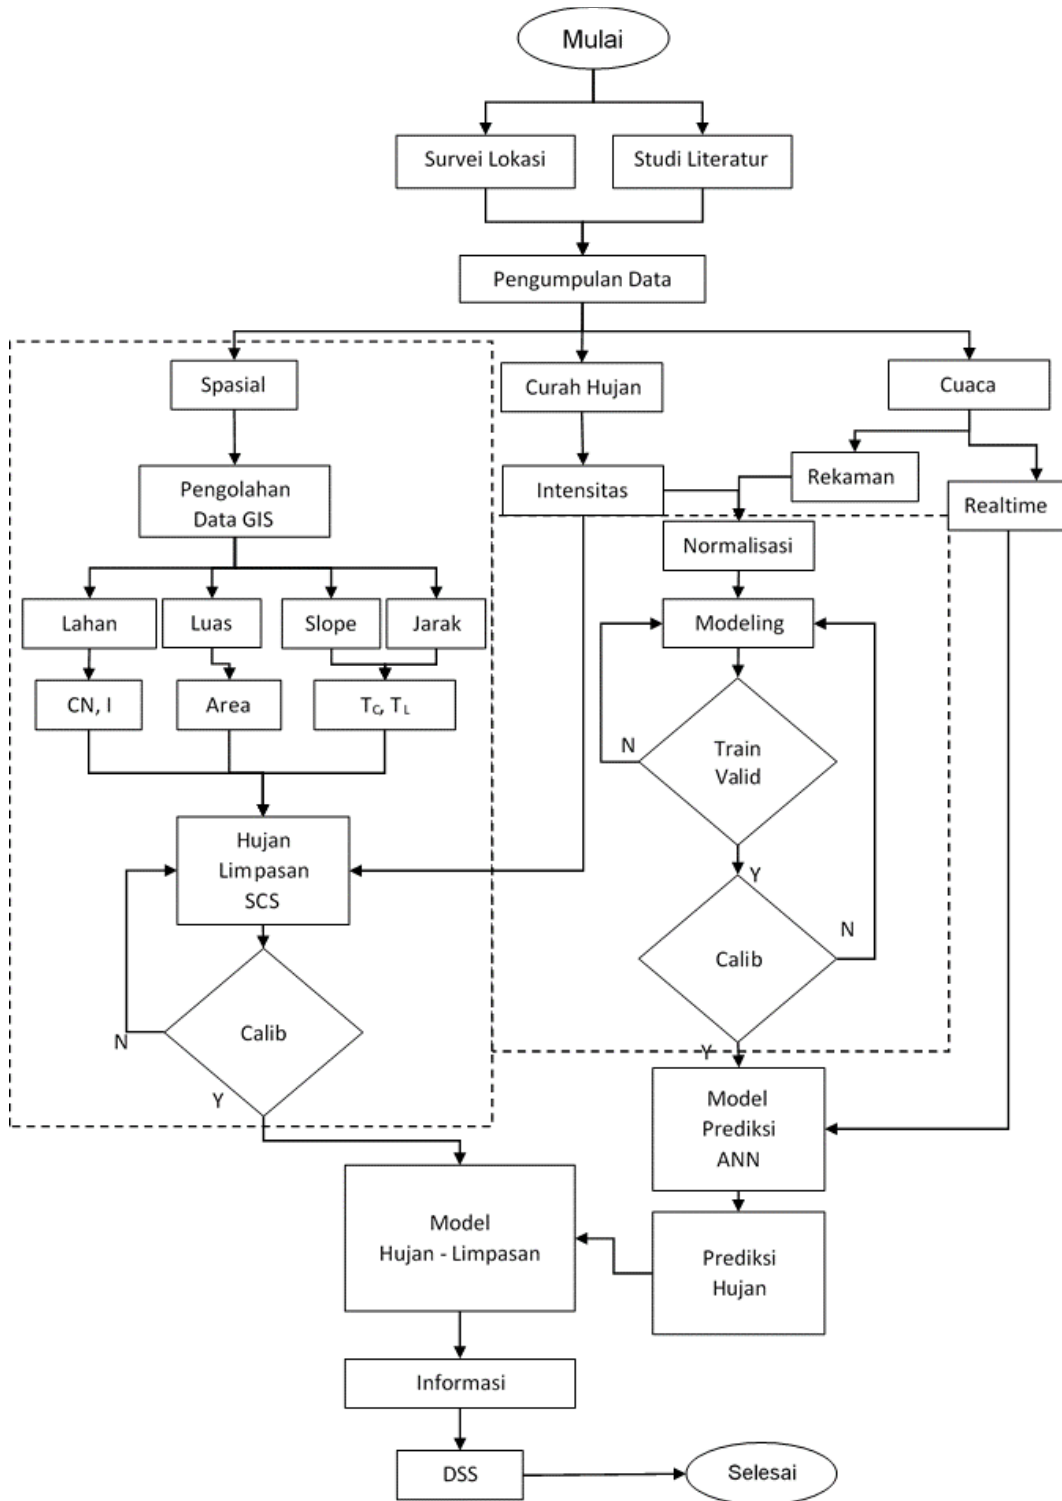 Mulai
Survei Lokasi
Studi Literatur
Pengumpulan Data
Spasial
Curah Hujan
Cuaca
Pengolahan
Data GIS
Intensitas
Rekaman
Realtime
Normalisasi
Lahan
Luas
Slope
Jarak
Modeling
CN, I
Area
TC, TL
N
Train
Valid
Y
Hujan
Limpasan
SCS
N
Calib
N
Calib
Y
Y
Model
Prediksi
ANN
Model
Hujan - Limpasan
Prediksi
Hujan
Informasi
DSS
Selesai